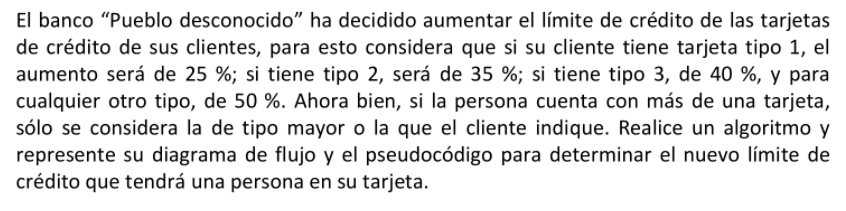 El banco “Pueblo desconocido” ha decidido aumentar el límite de crédito de las tarjetas
de crédito de sus clientes, para esto considera que si su cliente tiene tarjeta tipo 1, el
aumento será de 25 %; si tiene tipo 2, será de 35 %; si tiene tipo 3, de 40 %, y para
cualquier otro tipo, de 50 %. Ahora bien, si la persona cuenta con más de una tarjeta,
sólo se considera la de tipo mayor o la que el cliente indique. Realice un algoritmo y
represente su diagrama de flujo y el pseudocódigo para determinar el nuevo límite de
crédito que tendrá una persona en su tarjeta.